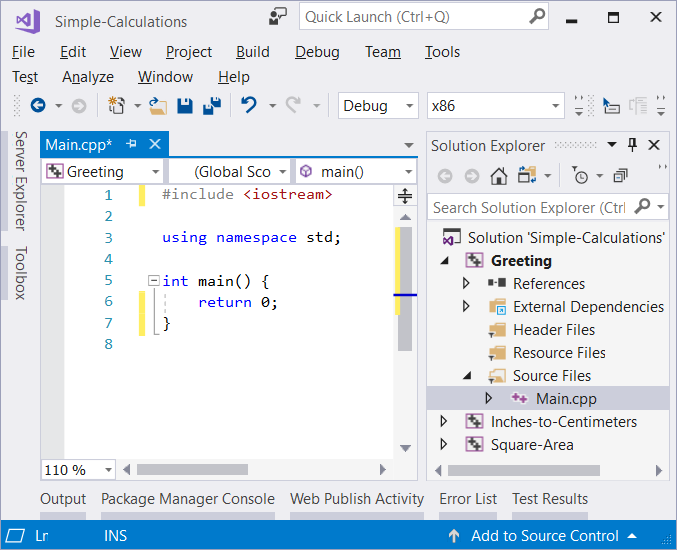 Simple-Calculations
Quick Launch (Ctrl+Q)
File Edit View Project Build Debug Team Tools
Test Analyze Window Help
Debug x86
Server Explorer
Toolbox
Main.cpp*
Greeting (Global Sco main()
1 #include <iostream>
2
3 using namespace std;
4
5 int main() {
6 return 0;
7 }
8
110 %
Solution Explorer
Search Solution Explorer (Ctrl
Solution 'Simple-Calculations'
Greeting
References
External Dependencies
Header Files
Resource Files
Source Files
Main.cpp
Inches-to-Centimeters
Square-Area
Output Package Manager Console Web Publish Activity Error List Test Results
Ln INS Add to Source Control